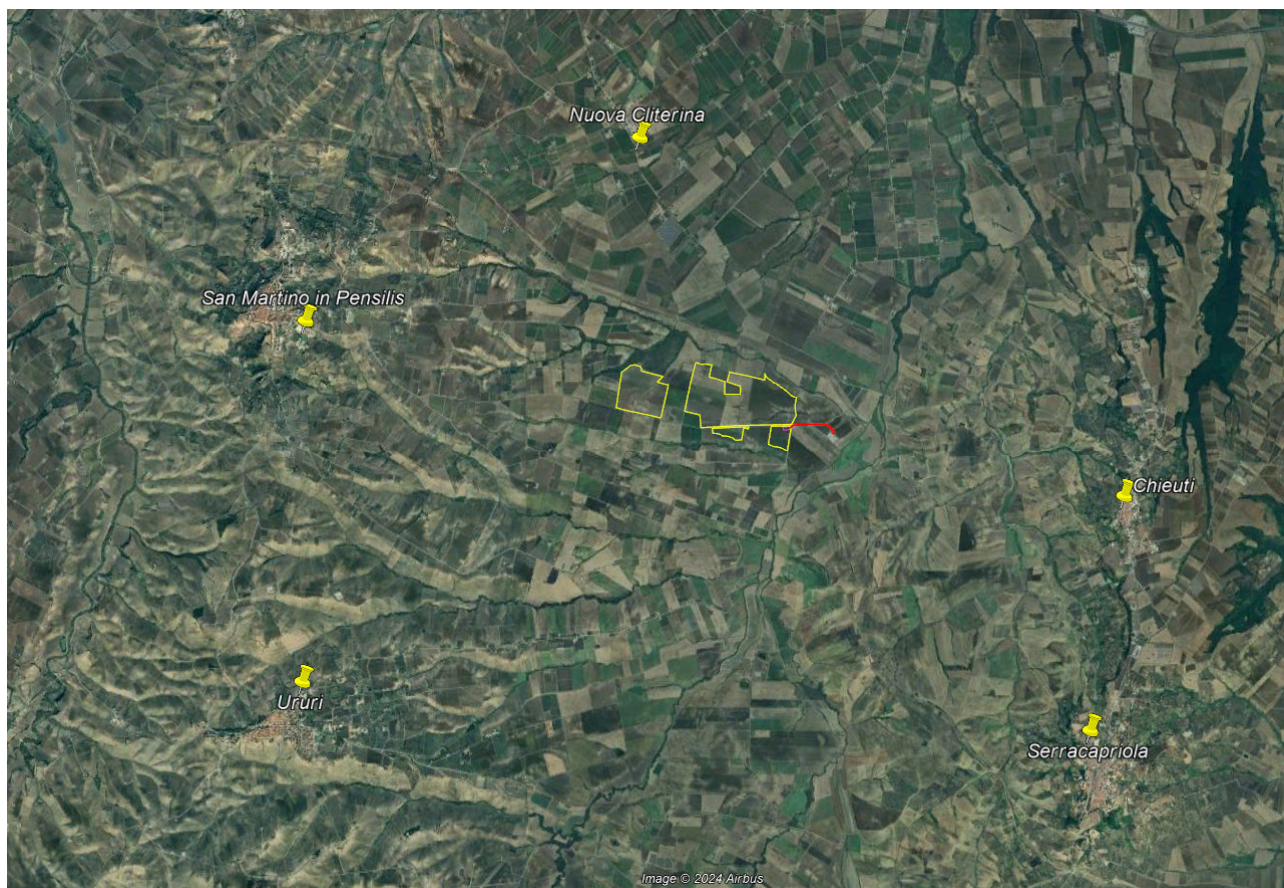 Nuova Cliterina
San Martino in Pensilis
Chieuti
Ururi
Serracapriola
Image © 2024 Airbus